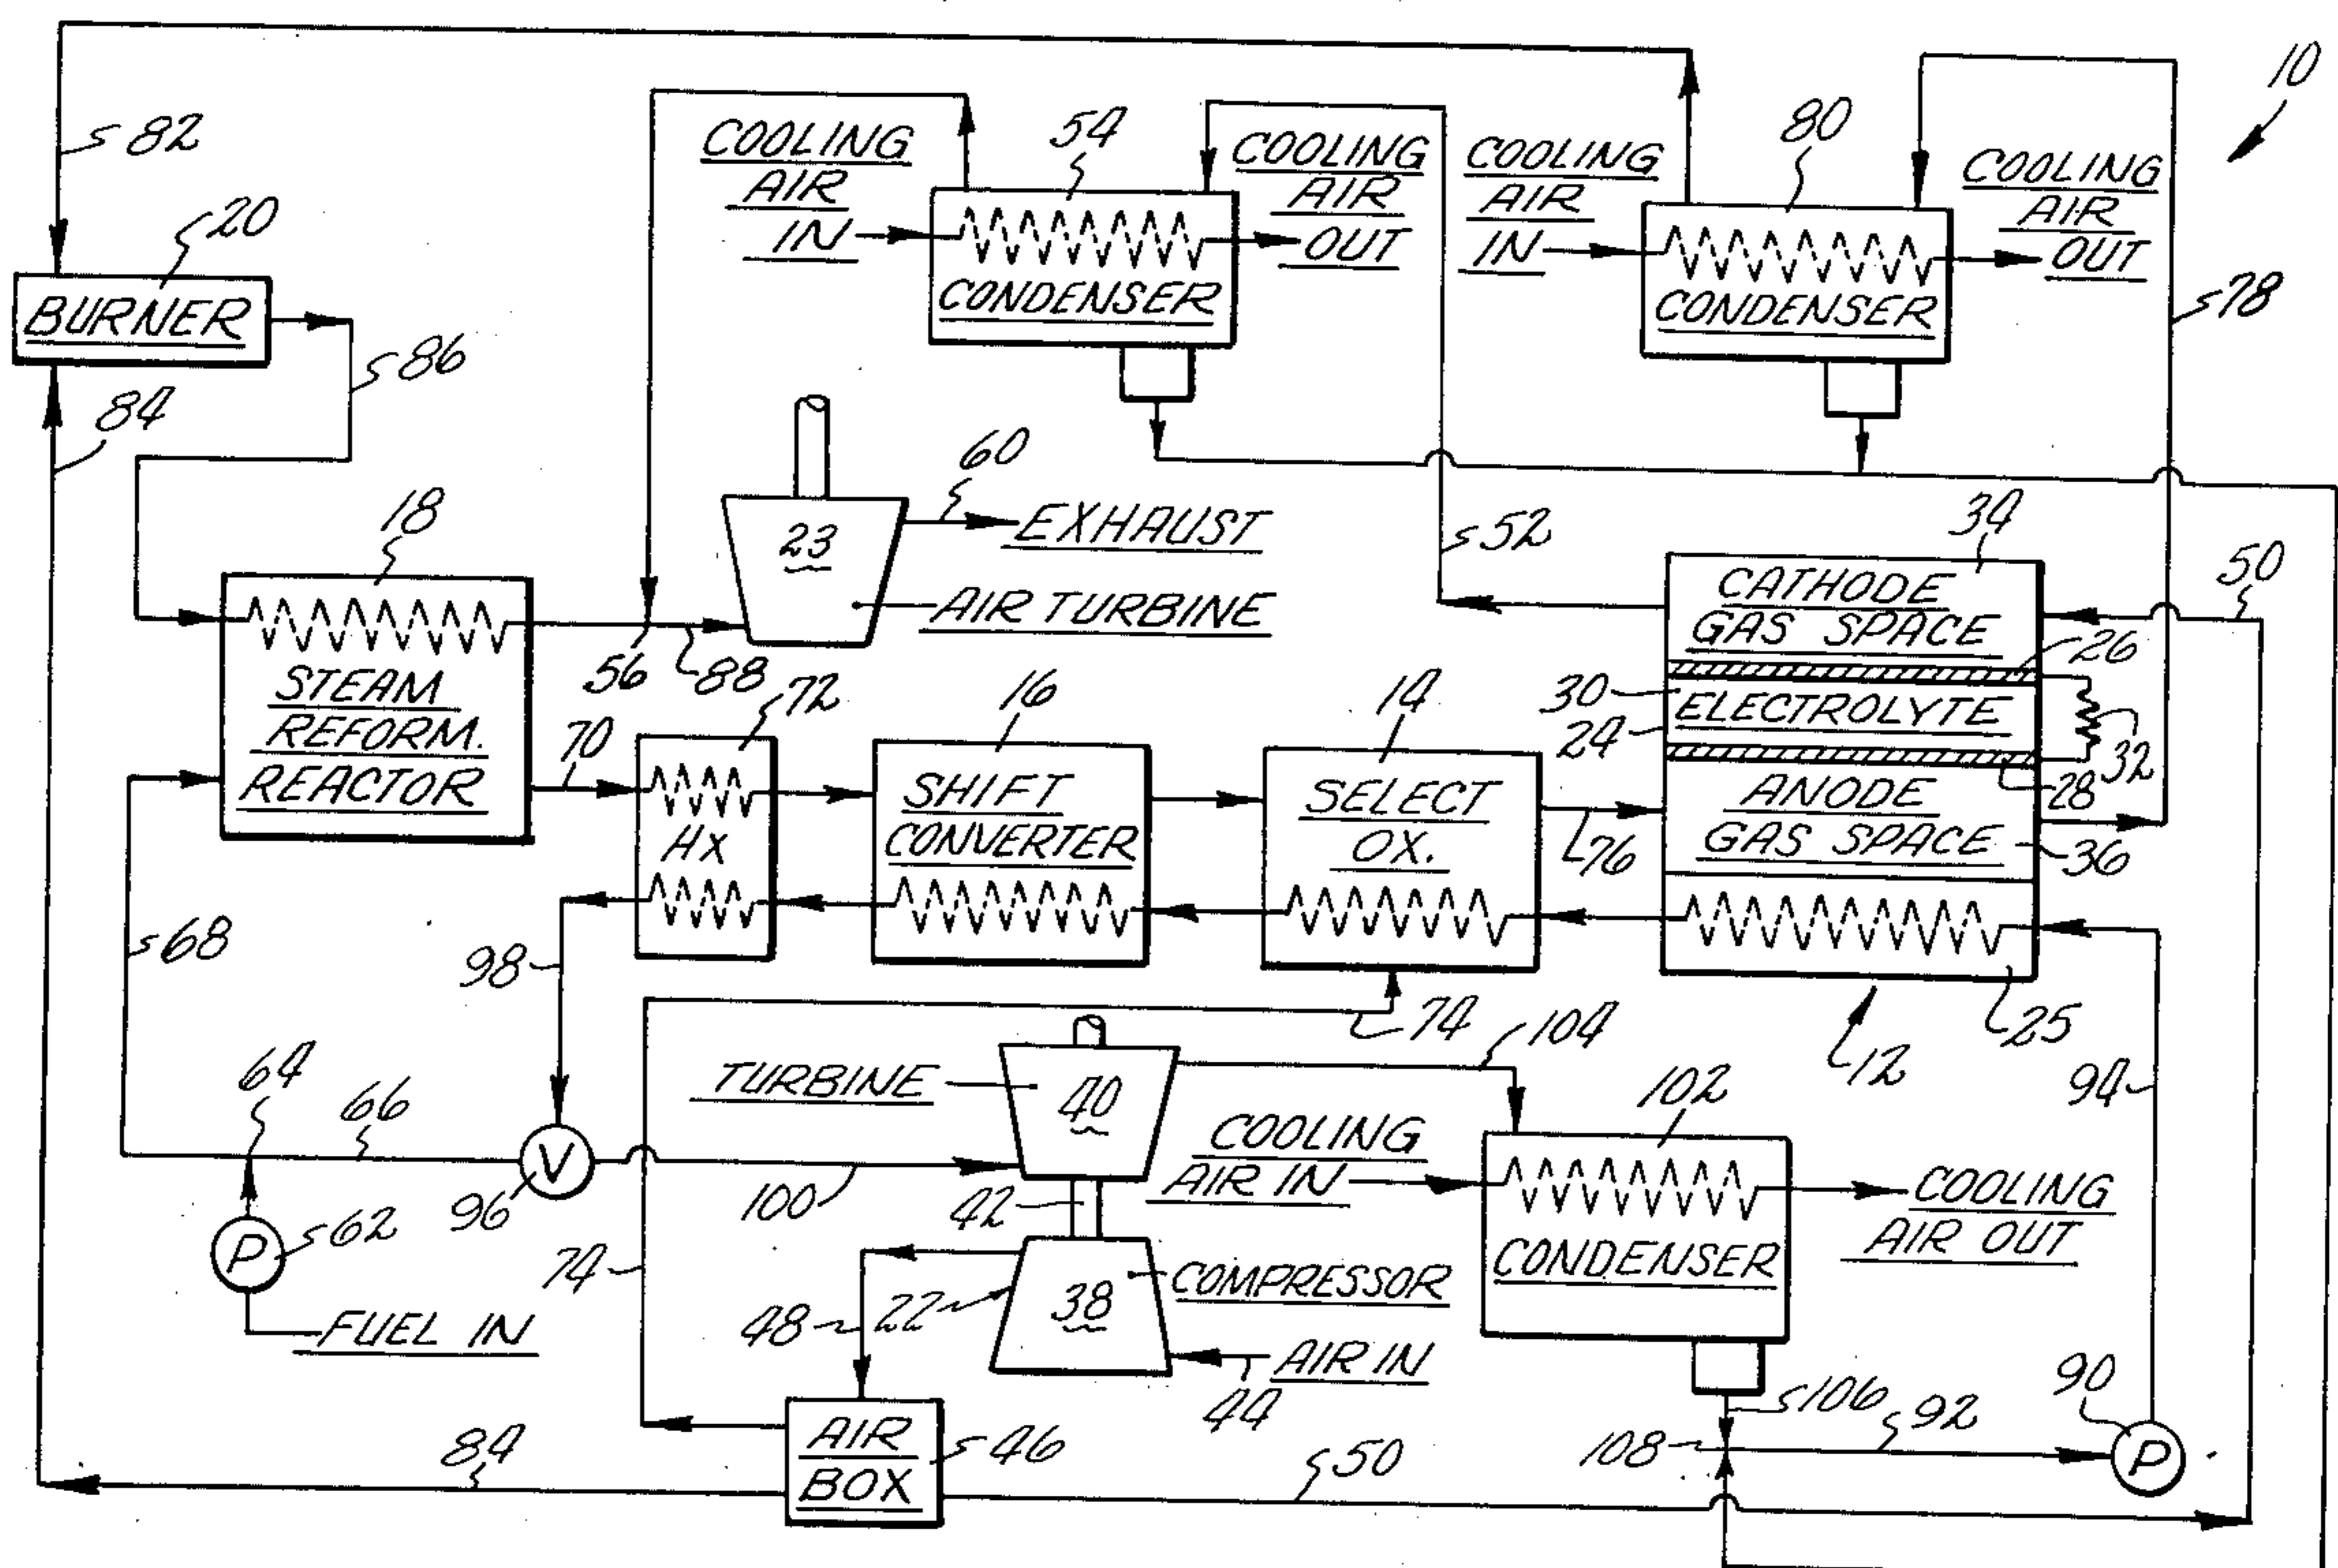 10
82
COOLING
AIR
IN
54
COOLING
AIR
OUT
CONDENSER
COOLING
AIR
IN
80
COOLING
AIR
OUT
CONDENSER
78
20
BURNER
86
84
18
23
60
EXHAUST
AIR TURBINE
52
34
CATHODE
GAS SPACE
50
26
STEAM
REFORM.
REACTOR
56
88
72
70
HX
16
SHIFT
CONVERTER
14
SELECT
OX.
76
30
24
ELECTROLYTE
32
28
ANODE
GAS SPACE
36
68
98
74
104
12
25
94
64
66
TURBINE
40
102
COOLING
AIR IN
V
96
100
42
COOLING
AIR OUT
P
62
74
CONDENSER
FUEL IN
48
22
38
COMPRESSOR
AIR IN
44
106
92
90
108
P
84
AIR
BOX
46
50